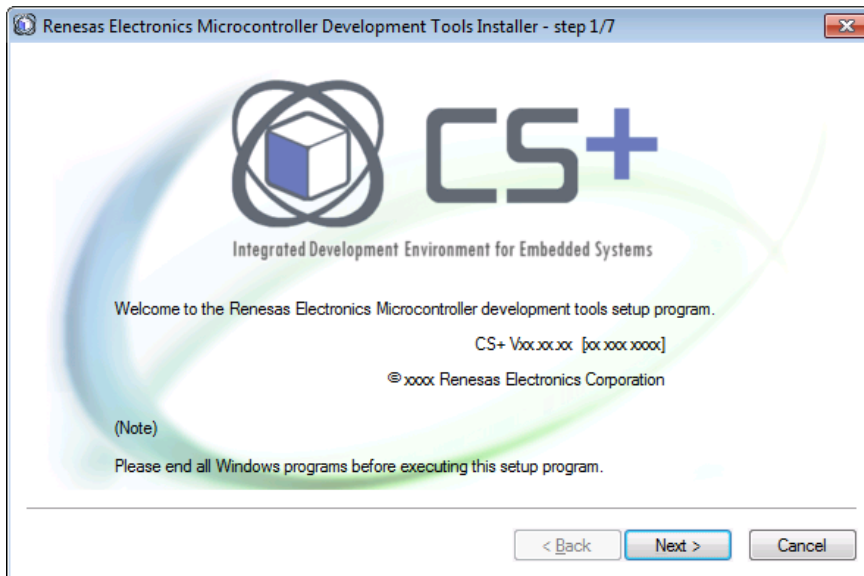 Renesas Electronics Microcontroller Development Tools Installer - step 1/7
CS+
Integrated Development Environment for Embedded Systems
Welcome to the Renesas Electronics Microcontroller development tools setup program.
CS+ Vxx.xx.xx [xx xxx xxxx]
© xxxx Renesas Electronics Corporation
(Note)
Please end all Windows programs before executing this setup program.
< Back Next > Cancel